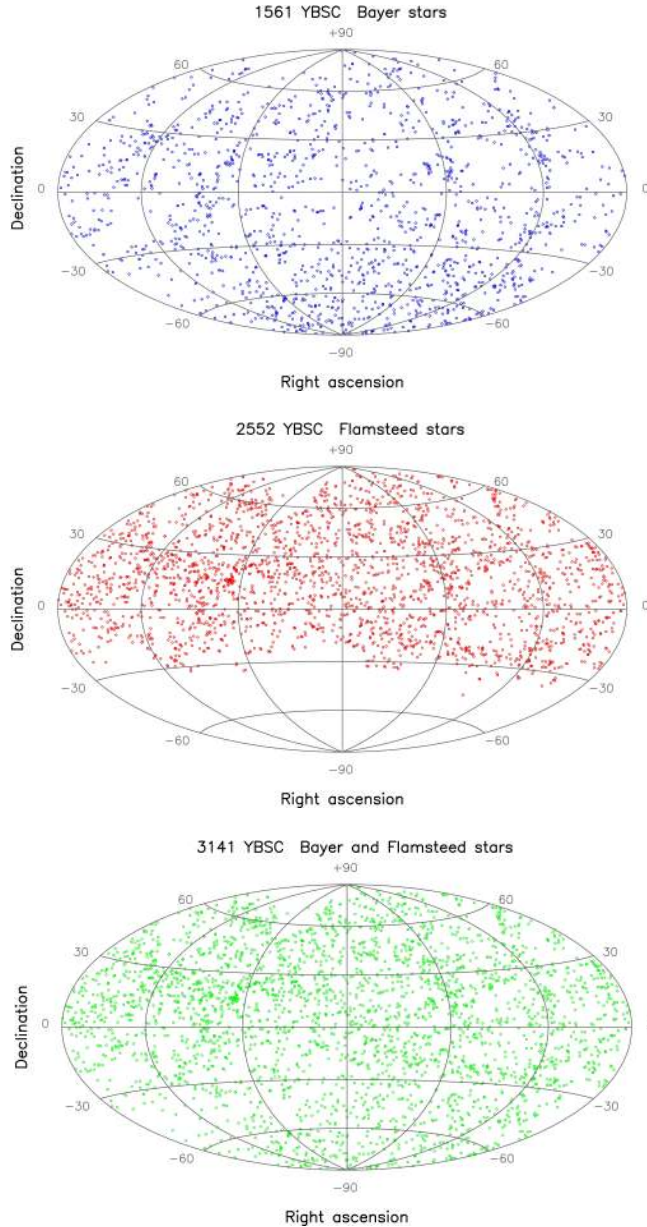 1561 YBSC Bayer stars
+90
60 60
30 30
0 0
Declination
−30 −30
−60 −60
−90
Right ascension
2552 YBSC Flamsteed stars
+90
60 60
30 30
0 0
Declination
−30 −30
−60 −60
−90
Right ascension
3141 YBSC Bayer and Flamsteed stars
+90
60 60
30 30
0 0
Declination
−30 −30
−60 −60
−90
Right ascension